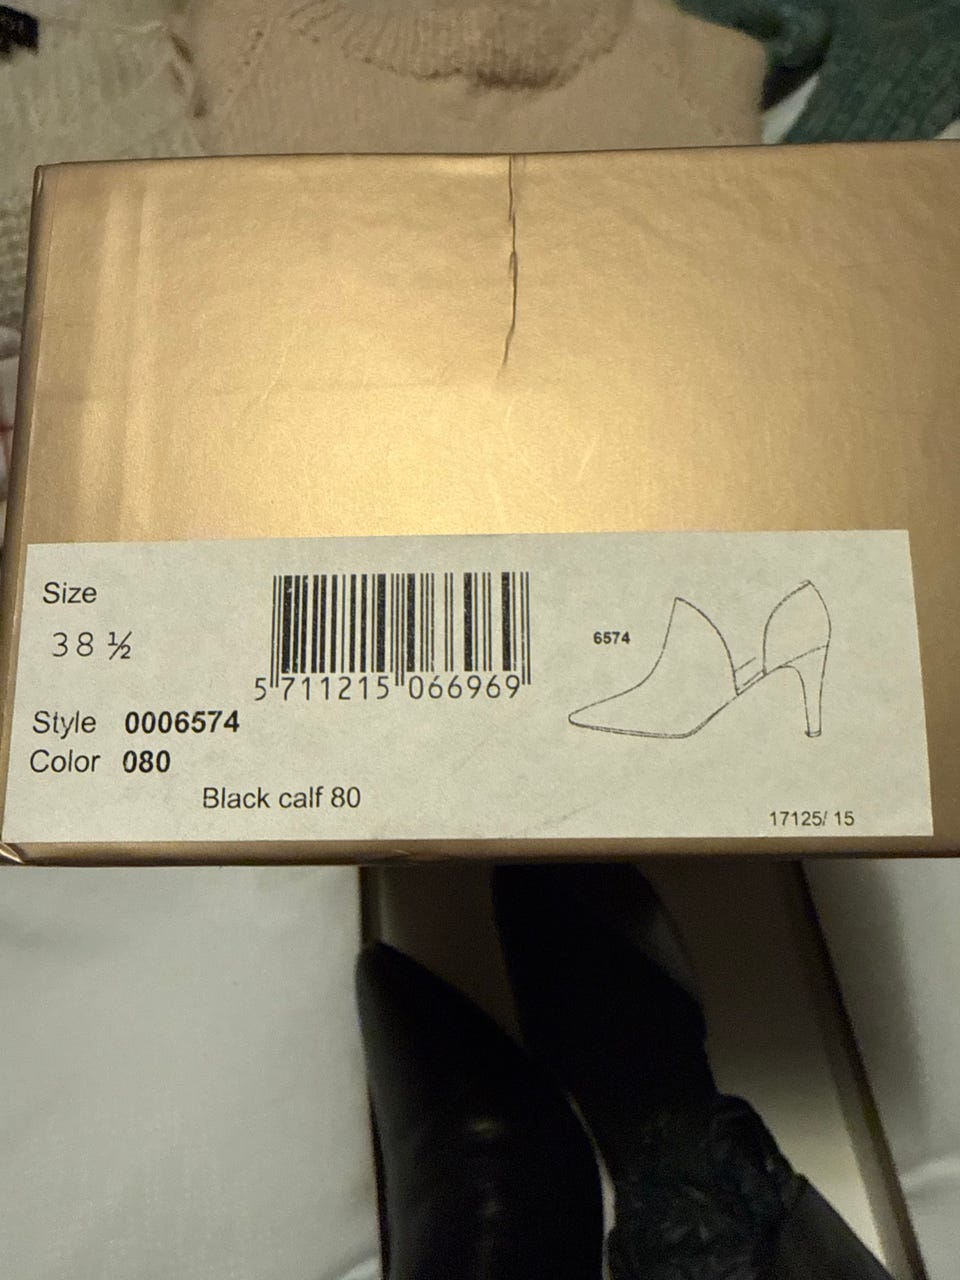 Size
38 ½
5 711215 066969
6574
Style 0006574
Color 080
Black calf 80
17125/ 15